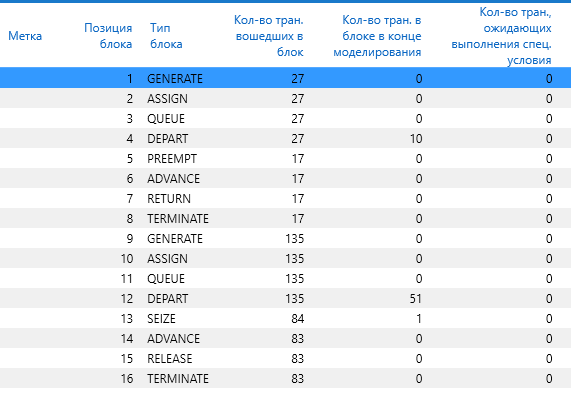 Метка Позиция блока Тип блока Кол-во тран. вошедших в блок Кол-во тран. в блоке в конце моделирования Кол-во тран., ожидающих выполнения спец. условия
1 GENERATE 27 0 0
2 ASSIGN 27 0 0
3 QUEUE 27 0 0
4 DEPART 27 10 0
5 PREEMPT 17 0 0
6 ADVANCE 17 0 0
7 RETURN 17 0 0
8 TERMINATE 17 0 0
9 GENERATE 135 0 0
10 ASSIGN 135 0 0
11 QUEUE 135 0 0
12 DEPART 135 51 0
13 SEIZE 84 1 0
14 ADVANCE 83 0 0
15 RELEASE 83 0 0
16 TERMINATE 83 0 0